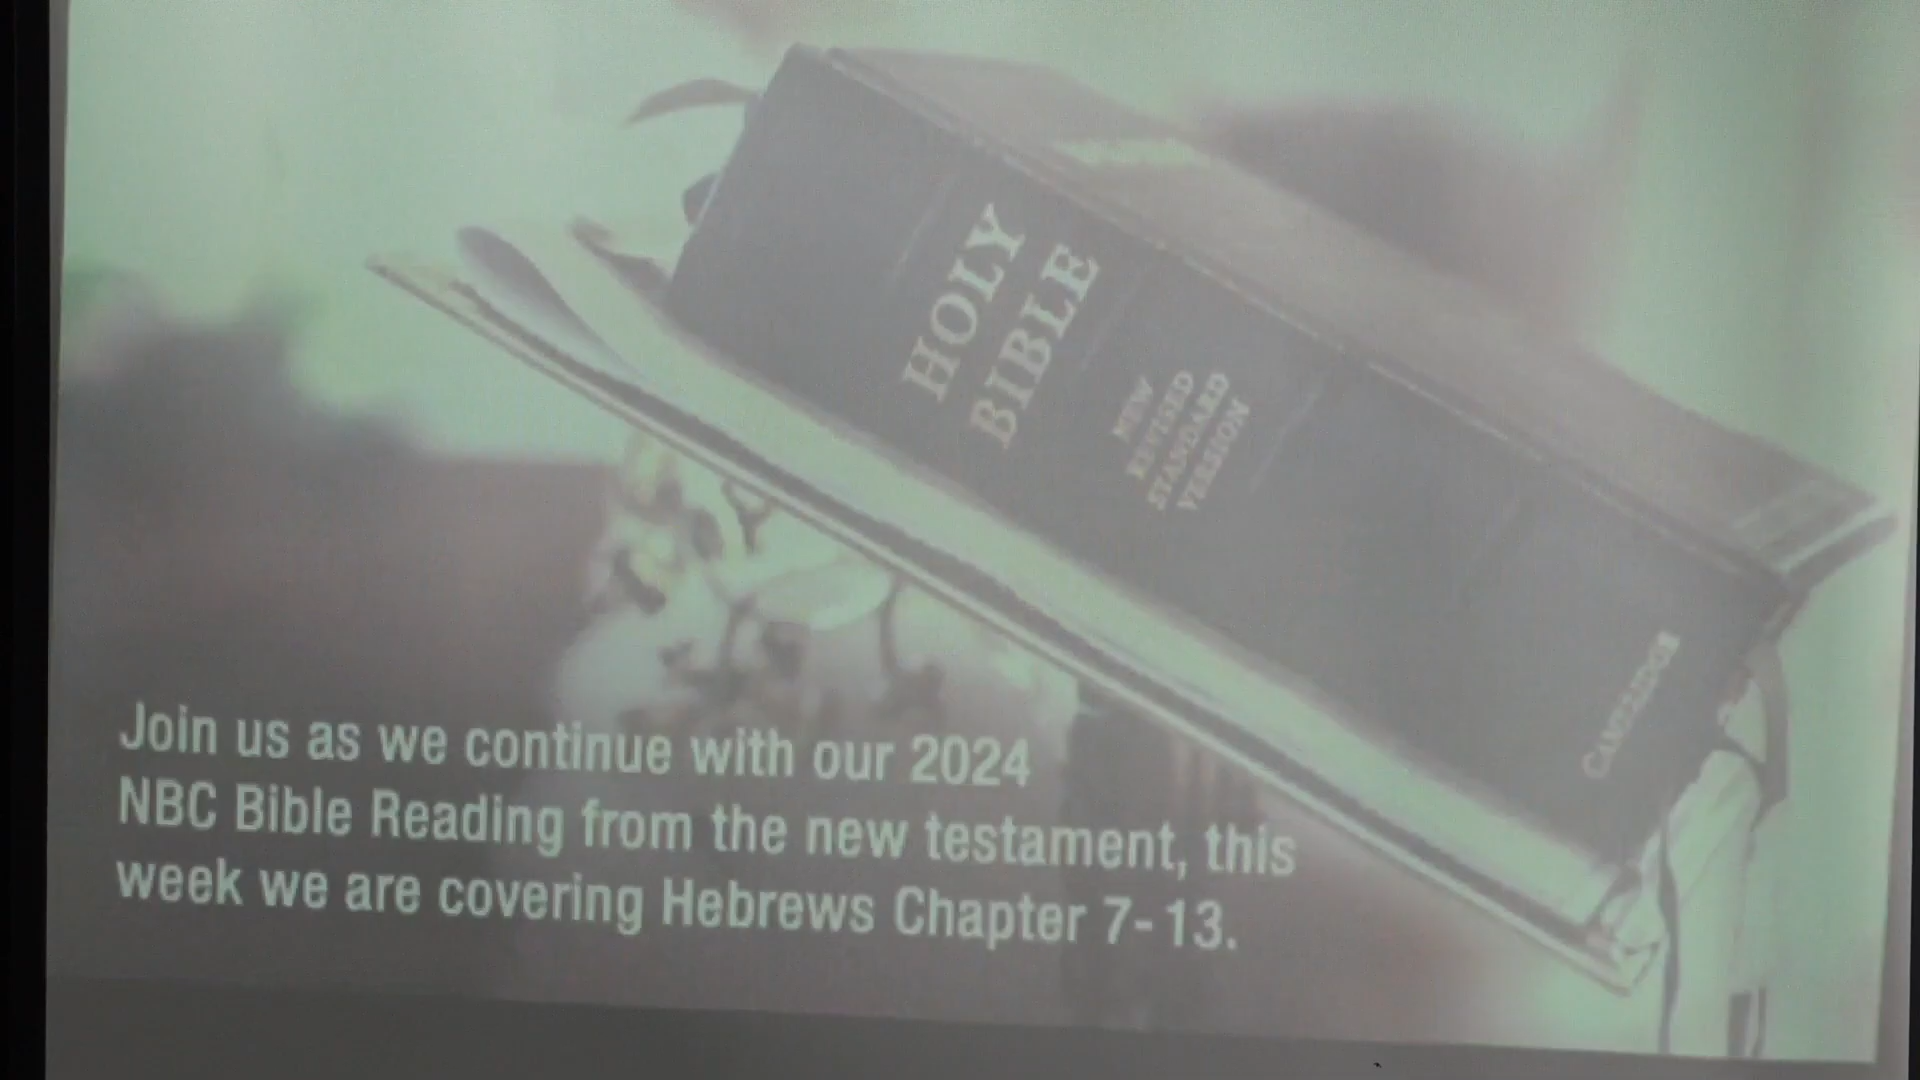 HOLY
BIBLE
NEW
REVISED
STANDARD
VERSION
CAMBRIDGE
Join us as we continue with our 2024
NBC Bible Reading from the new testament, this
week we are covering Hebrews Chapter 7-13.